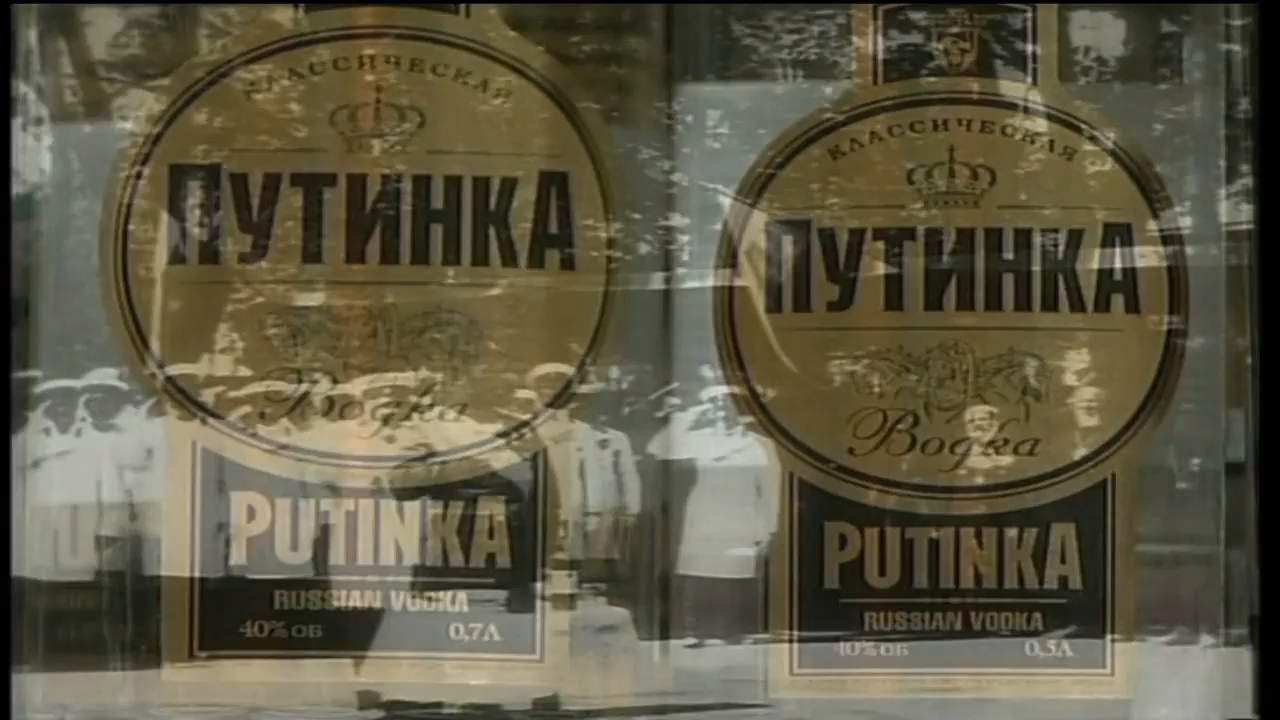 КЛАССИЧЕСКАЯ
ПУТИНКА
Водка
PUTINKA
RUSSIAN VODKA
40% ОБ 0,7Л
КЛАССИЧЕСКАЯ
ПУТИНКА
Водка
PUTINKA
RUSSIAN VODKA
40% ОБ 0,5Л